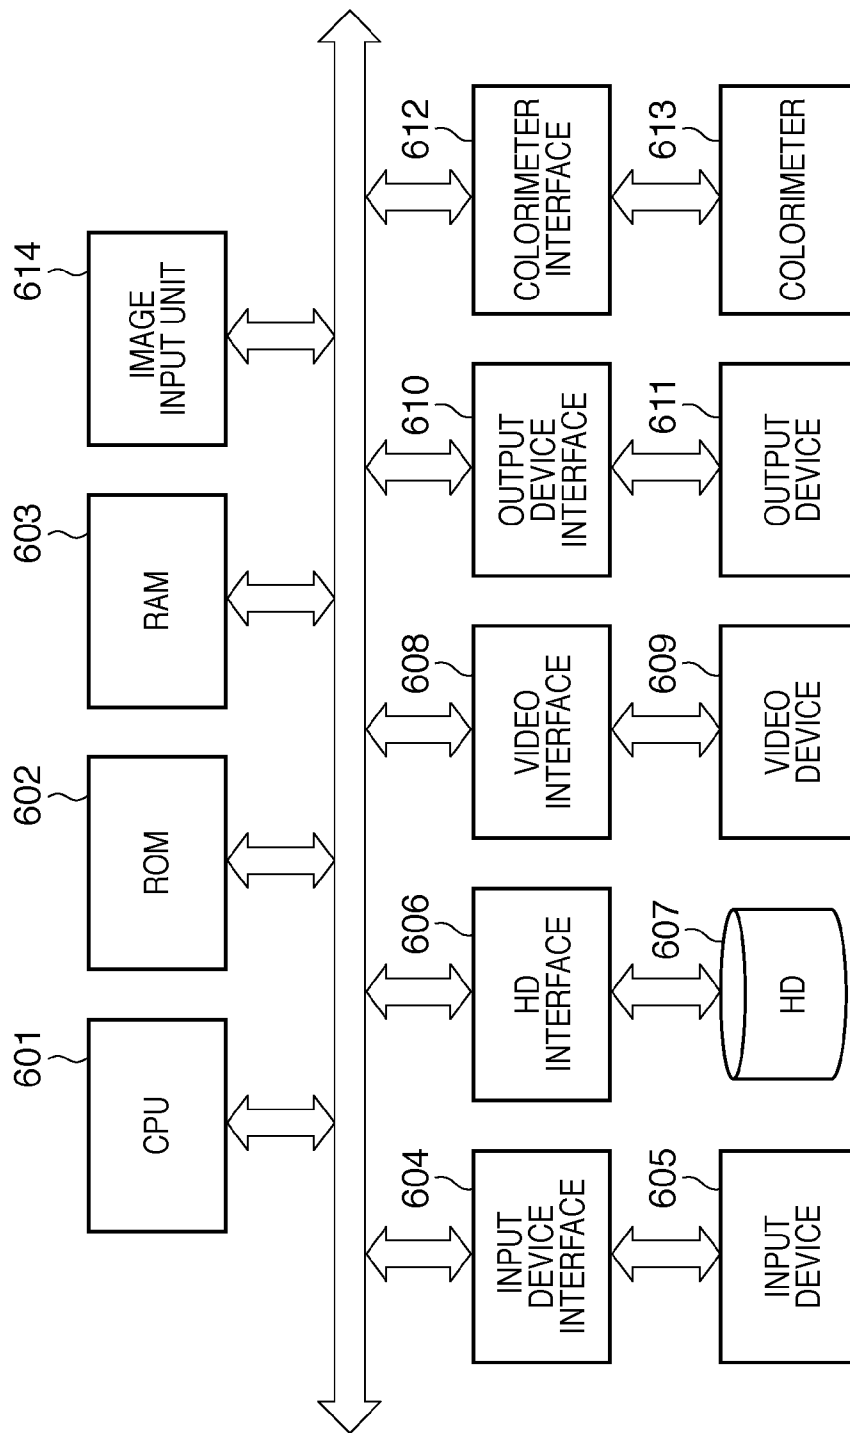 601
CPU
602
ROM
603
RAM
614
IMAGE
INPUT UNIT
604
INPUT
DEVICE
INTERFACE
606
HD
INTERFACE
608
VIDEO
INTERFACE
610
OUTPUT
DEVICE
INTERFACE
612
COLORIMETER
INTERFACE
605
INPUT
DEVICE
607
HD
609
VIDEO
DEVICE
611
OUTPUT
DEVICE
613
COLORIMETER